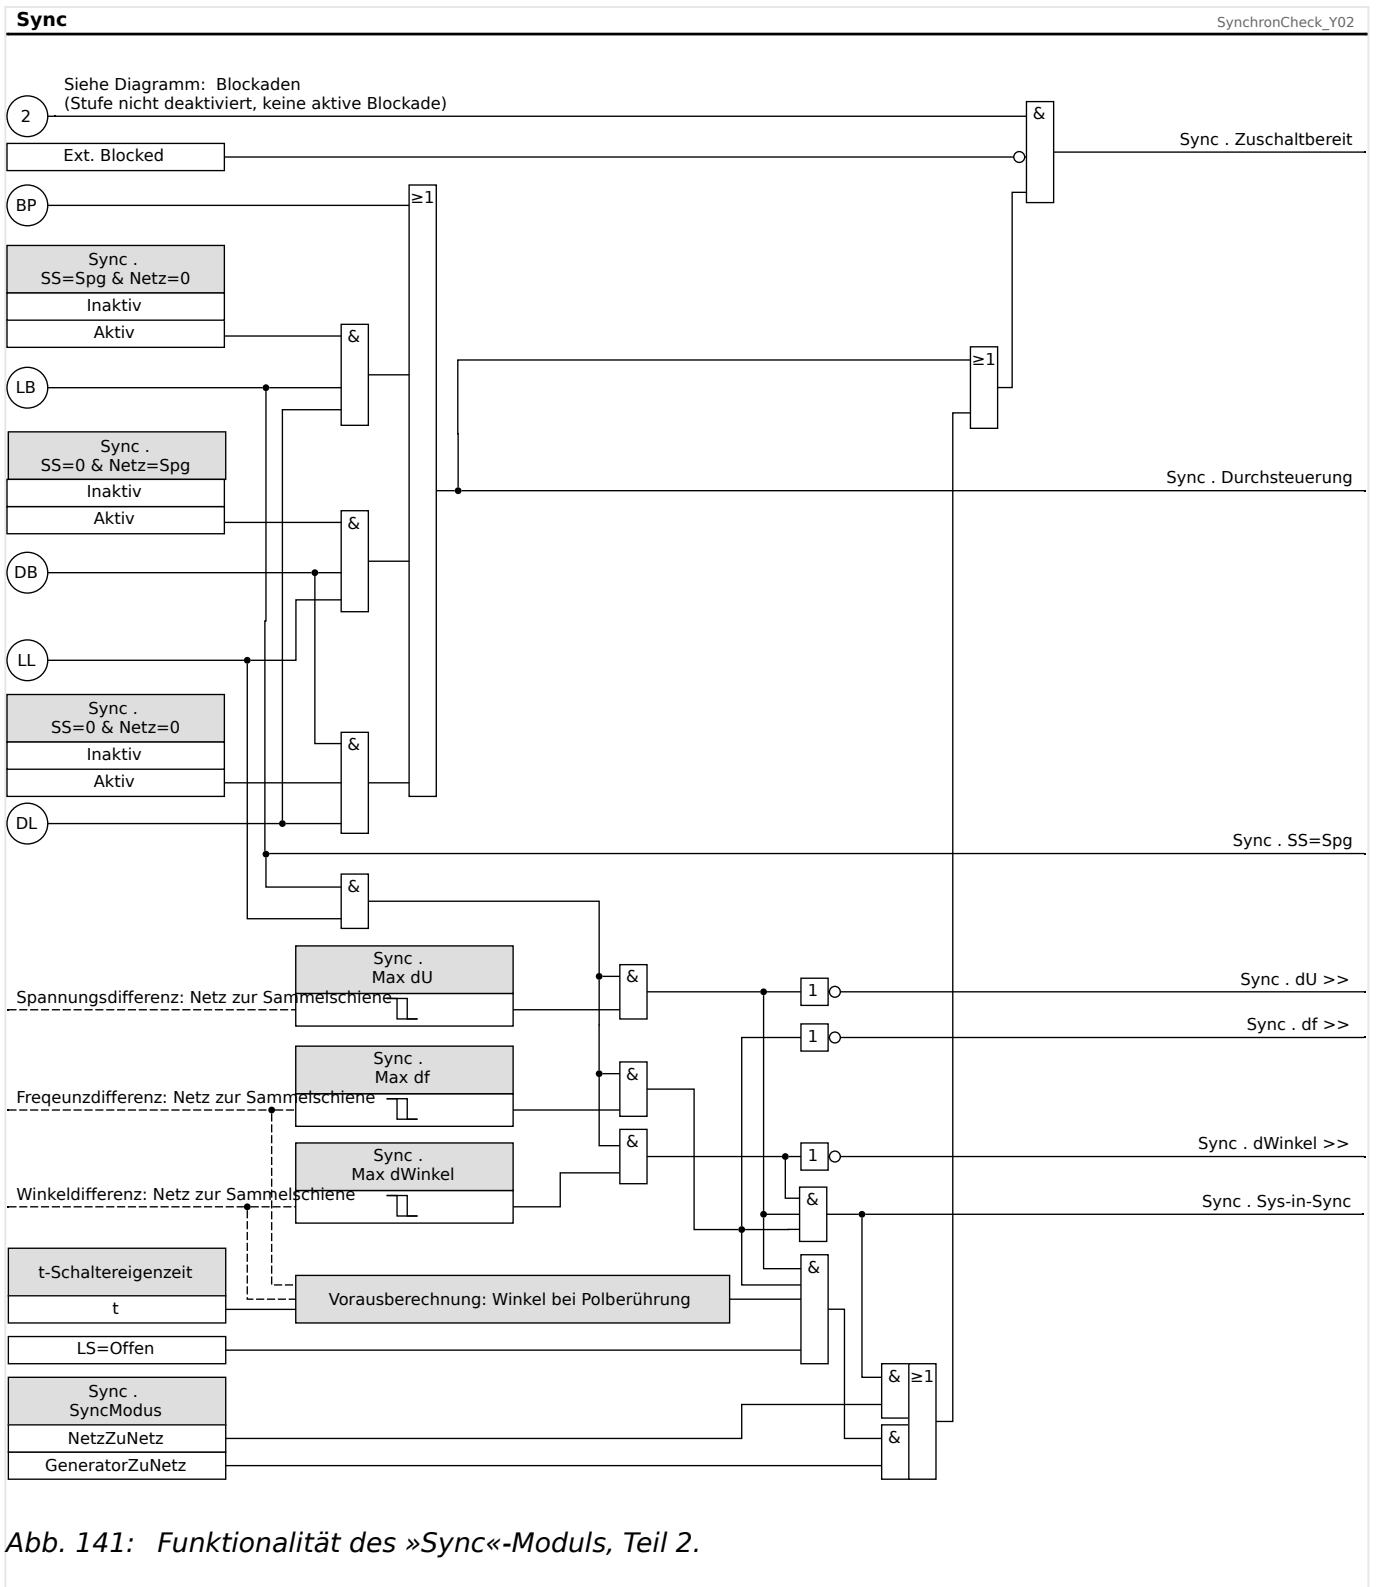 Sync
SynchronCheck_Y02
Siehe Diagramm: Blockaden
(Stufe nicht deaktiviert, keine aktive Blockade)
2
&
Sync . Zuschaltbereit
Ext. Blocked
BP
≥1
Sync .
SS=Spg & Netz=0
Inaktiv
Aktiv
&
≥1
LB
Sync .
SS=0 & Netz=Spg
Inaktiv
Aktiv
&
Sync . Durchsteuerung
DB
LL
Sync .
SS=0 & Netz=0
Inaktiv
Aktiv
&
DL
Sync . SS=Spg
&
Sync .
Max dU
Spannungsdifferenz: Netz zur Sammelschiene
&
1
Sync . dU >>
1
Sync . df >>
Sync .
Max df
Freqeunzdifferenz: Netz zur Sammelschiene
&
Sync .
Max dWinkel
Winkeldifferenz: Netz zur Sammelschiene
&
1
Sync . dWinkel >>
&
Sync . Sys-in-Sync
t-Schaltereigenzeit
t
Vorausberechnung: Winkel bei Polberührung
&
LS=Offen
Sync .
SyncModus
NetzZuNetz
GeneratorZuNetz
&
≥1
&
Abb. 141: Funktionalität des »Sync«-Moduls, Teil 2.